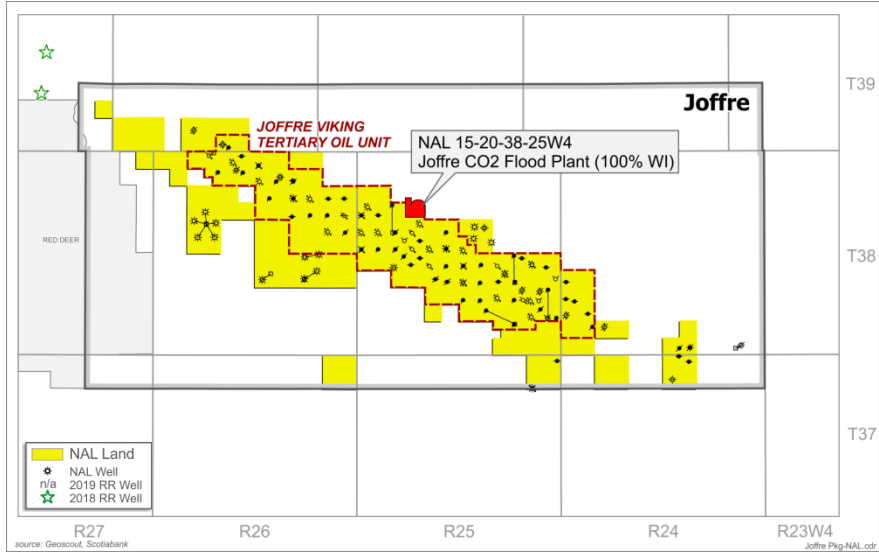 T39
Joffre
JOFFRE VIKING
TERTIARY OIL UNIT
NAL 15-20-38-25W4
Joffre CO2 Flood Plant (100% WI)
RED DEER
T38
T37
NAL Land
NAL Well
n/a 2019 RR Well
2018 RR Well
R27 R26 R25 R24 R23W4
source: Geoscout, Scotiabank
Joffre Pkg-NAL.cdr